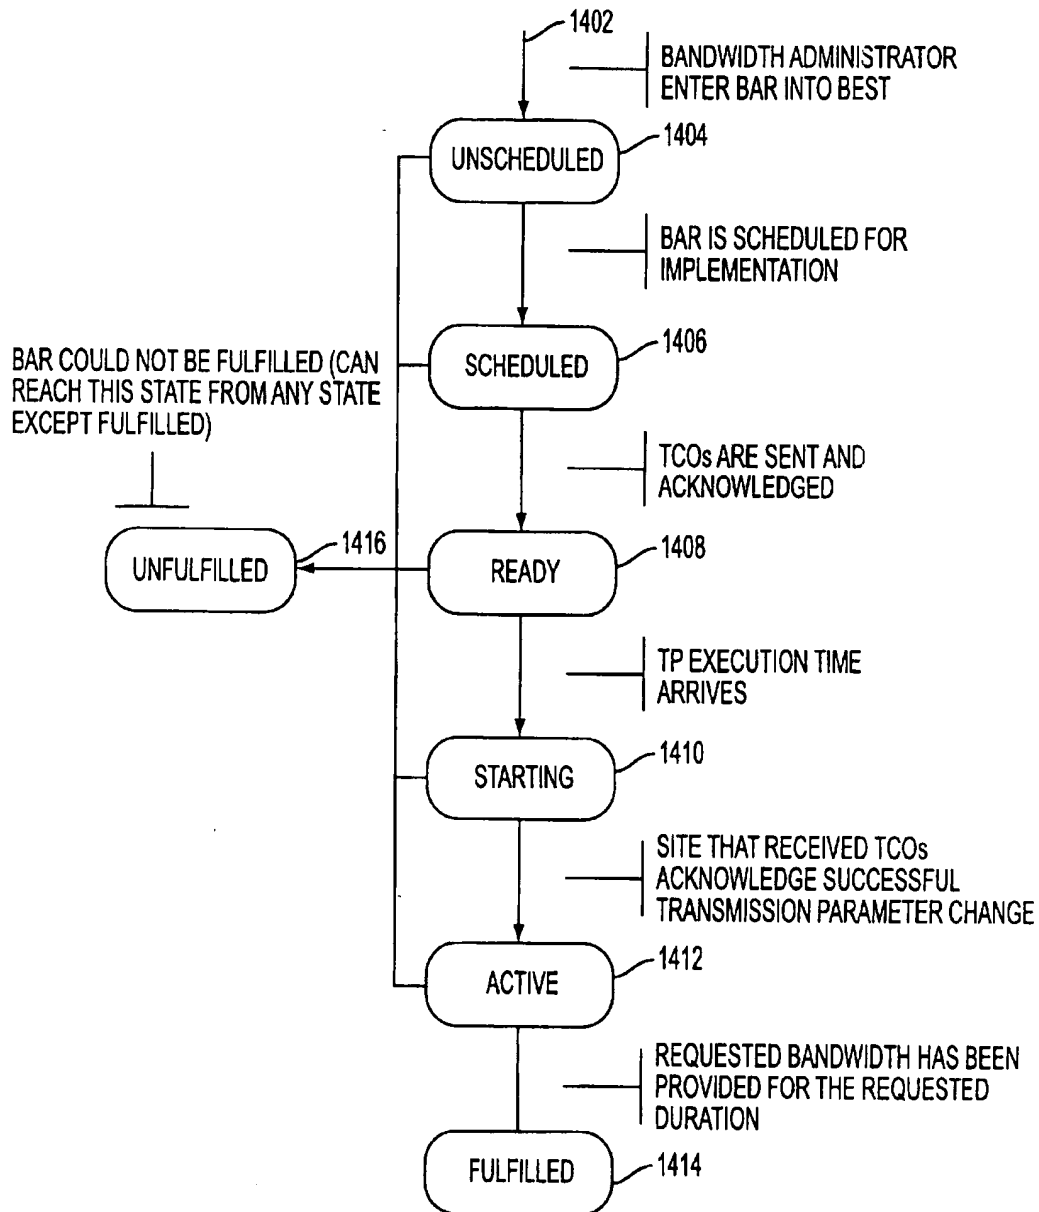 1402
BANDWIDTH ADMINISTRATOR
ENTER BAR INTO BEST
UNSCHEDULED
1404
BAR IS SCHEDULED FOR
IMPLEMENTATION
SCHEDULED
1406
BAR COULD NOT BE FULFILLED (CAN
REACH THIS STATE FROM ANY STATE
EXCEPT FULFILLED)
TCOs ARE SENT AND
ACKNOWLEDGED
UNFULFILLED
1416
READY
1408
TP EXECUTION TIME
ARRIVES
STARTING
1410
SITE THAT RECEIVED TCOs
ACKNOWLEDGE SUCCESSFUL
TRANSMISSION PARAMETER CHANGE
ACTIVE
1412
REQUESTED BANDWIDTH HAS BEEN
PROVIDED FOR THE REQUESTED
DURATION
FULFILLED
1414